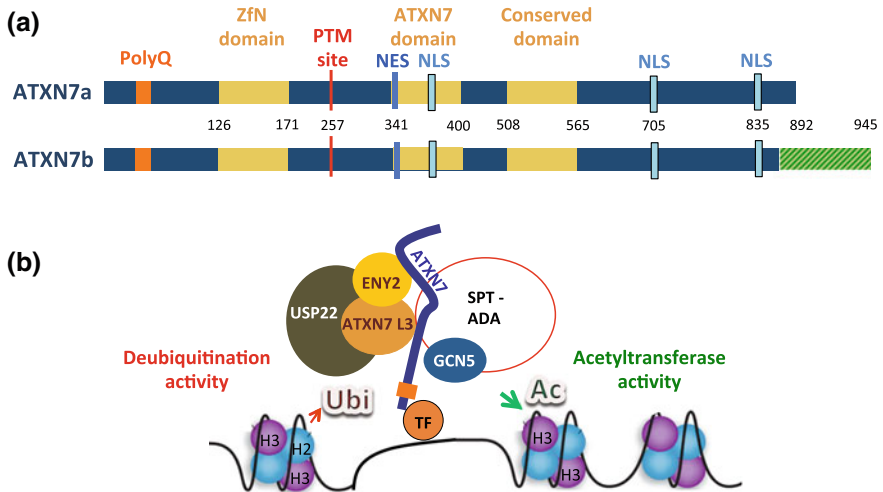 (a)
ZfN domain
PTM site
ATXN7 domain
Conserved domain
PolyQ
NES
NLS
NLS
NLS
ATXN7a
126 171 257 341 400 508 565 705 835 892 945
ATXN7b
(b)
ATXN7
ENY2
USP22
ATXN7 L3
SPT -
ADA
GCN5
Deubiquitination
activity
Acetyltransferase
activity
Ubi
Ac
TF
H3
H2
H3
H3